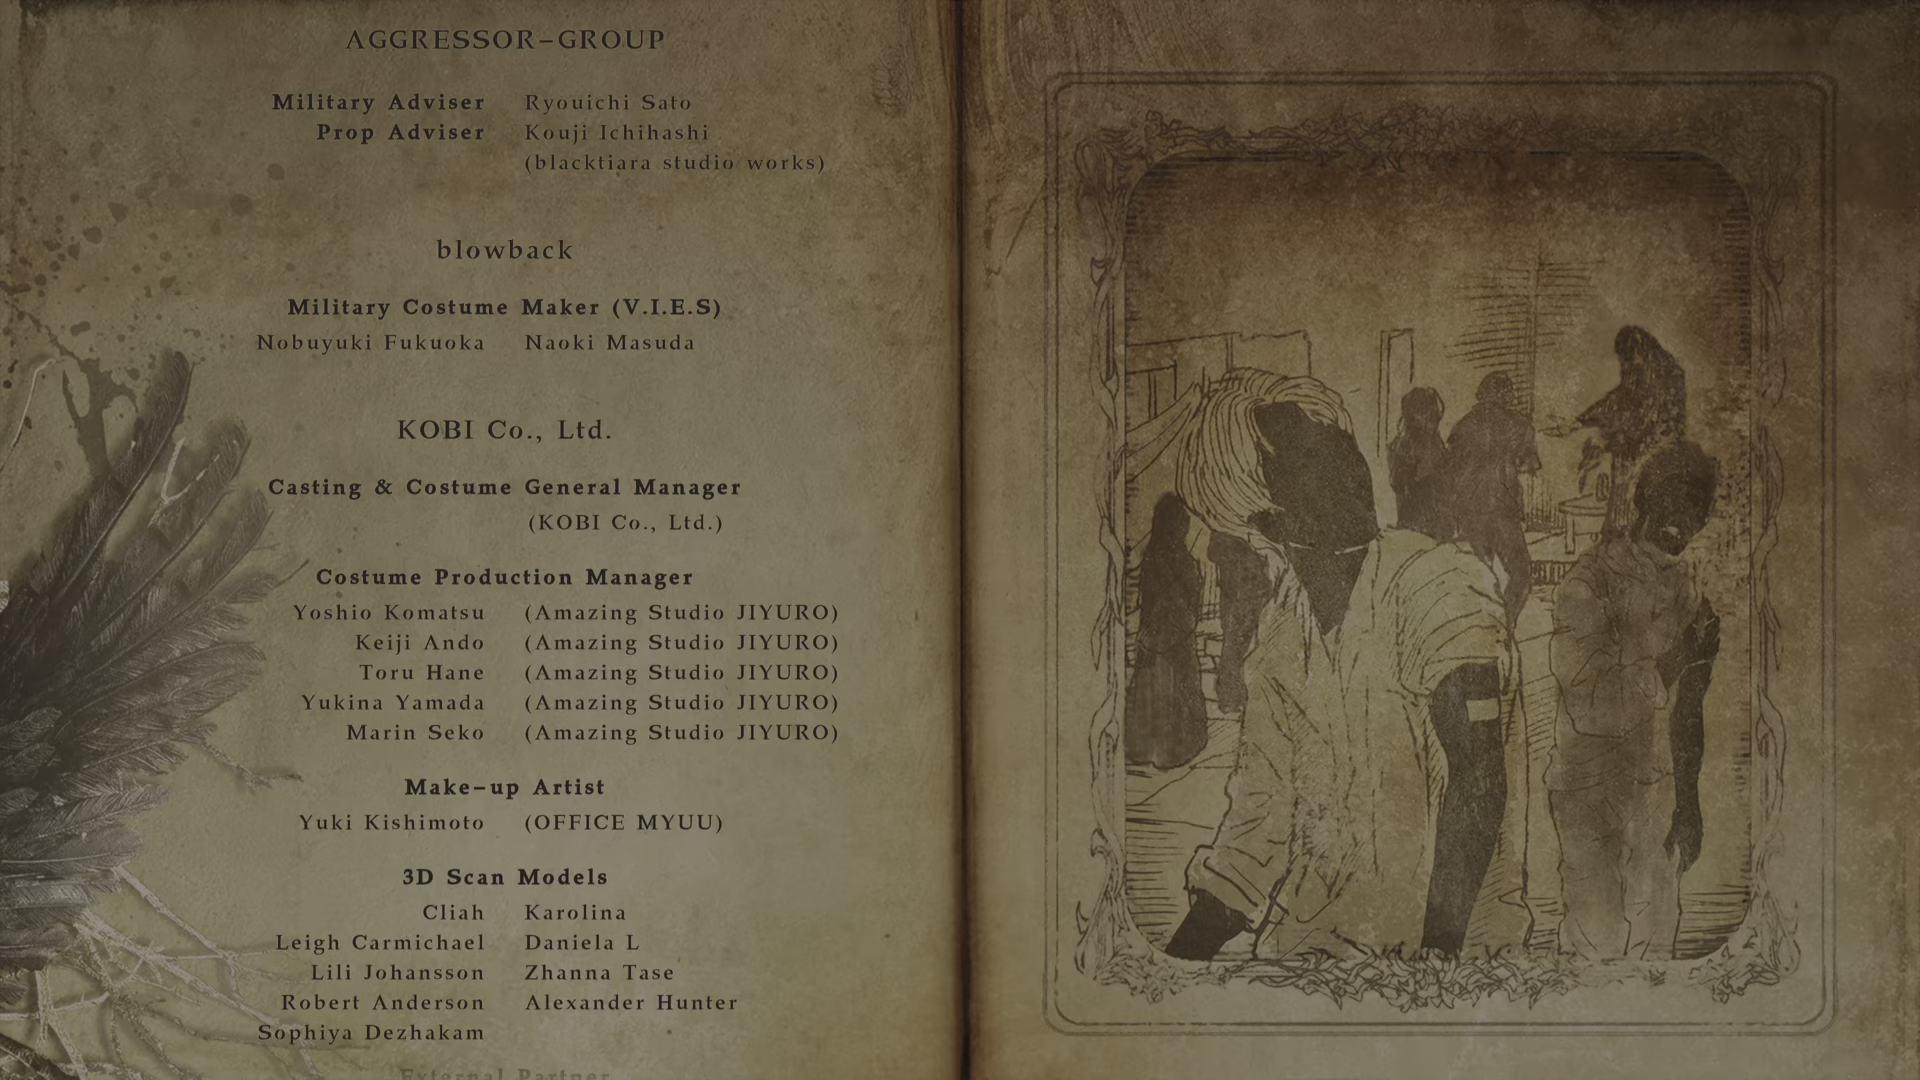 AGGRESSOR-GROUP
Military Adviser Ryouichi Sato
Prop Adviser Kouji Ichihashi
(blacktiara studio works)
blowback
Military Costume Maker (V.I.E.S)
Nobuyuki Fukuoka Naoki Masuda
KOBI Co., Ltd.
Casting & Costume General Manager
(KOBI Co., Ltd.)
Costume Production Manager
Yoshio Komatsu (Amazing Studio JIYURO)
Keiji Ando (Amazing Studio JIYURO)
Toru Hane (Amazing Studio JIYURO)
Yukina Yamada (Amazing Studio JIYURO)
Marin Seko (Amazing Studio JIYURO)
Make-up Artist
Yuki Kishimoto (OFFICE MYUU)
3D Scan Models
Cliah Karolina
Leigh Carmichael Daniela L
Lili Johansson Zhanna Tase
Robert Anderson Alexander Hunter
Sophiya Dezhakam
External Partner